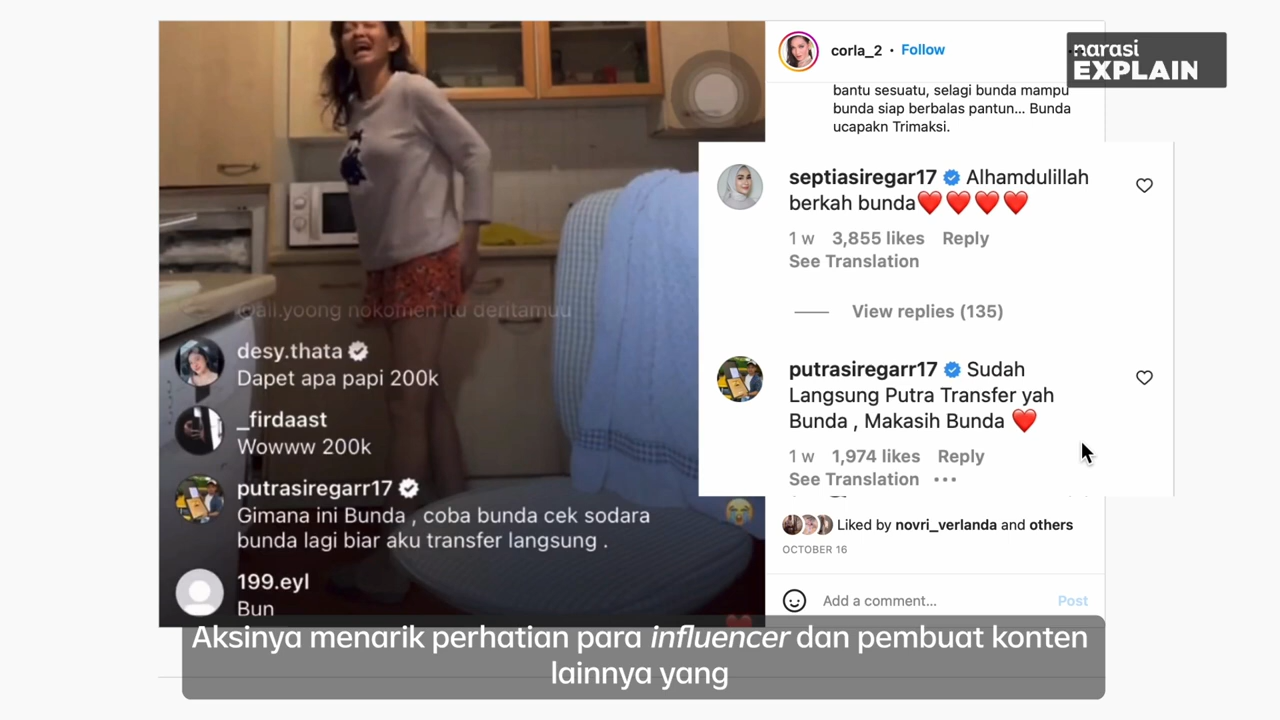 narasi
EXPLAIN
corla_2 • Follow
bantu sesuatu, selagi bunda mampu
bunda siap berbalas pantun... Bunda
ucapakn Trimaksi.
septiasiregar17 Alhamdulillah
berkah bunda❤️❤️❤️❤️
1 w 3,855 likes Reply
See Translation
View replies (135)
putrasiregarr17 Sudah
Langsung Putra Transfer yah
Bunda , Makasih Bunda ❤️
1 w 1,974 likes Reply
See Translation •••
Liked by novri_verlanda and others
OCTOBER 16
Add a comment...
Post
nokomen itu deritamuu
desy.thata
Dapet apa papi 200k
_firdaast
Wowww 200k
putrasiregarr17
Gimana ini Bunda , coba bunda cek sodara
bunda lagi biar aku transfer langsung .
199.eyl
Bun
Aksinya menarik perhatian para influencer dan pembuat konten
lainnya yang